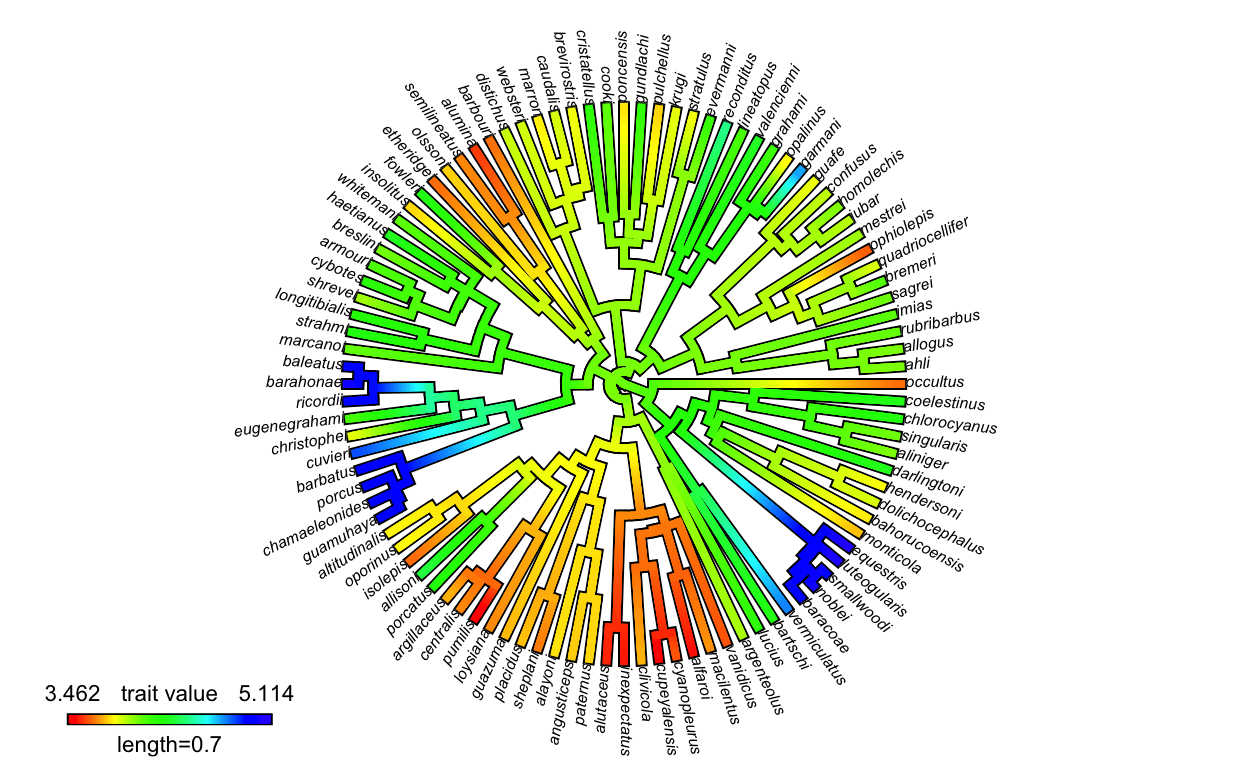 marcanoi
strahmi
longitibialis
shrevei
cybotes
armouri
breslini
haetianus
whitemani
insolitus
fowleri
etheridgei
olssoni
semilineatus
alumina
barbouri
distichus
websteri
marron
caudalis
brevirostris
cristatellus
cooki
poncensis
gundlachi
pulchellus
krugi
stratulus
evermanni
reconditus
lineatopus
valencienni
grahami
opalinus
garmani
guafe
confusus
homolechis
jubar
mestrei
ophiolepis
quadriocellifer
bremeri
sagrei
imias
rubribarbus
allogus
ahli
occultus
coelestinus
chlorocyanus
singularis
aliniger
darlingtoni
hendersoni
dolichocephalus
bahorucoensis
monticola
equestris
luteogularis
smallwoodi
noblei
baracoae
vermiculatus
bartschi
lucius
argenteolus
vanidicus
macilentus
alfaroi
cyanopleurus
cupeyalensis
clivicola
inexpectatus
alutaceus
paternus
angusticeps
alayoni
sheplani
placidus
guazuma
loysiana
pumilis
centralis
argillaceus
porcatus
allisoni
isolepis
oporinus
altitudinalis
guamuhaya
chamaeleonides
porcus
barbatus
cuvieri
christophei
eugenegrahami
ricordii
barahonae
baleatus
3.462 trait value 5.114
length=0.7